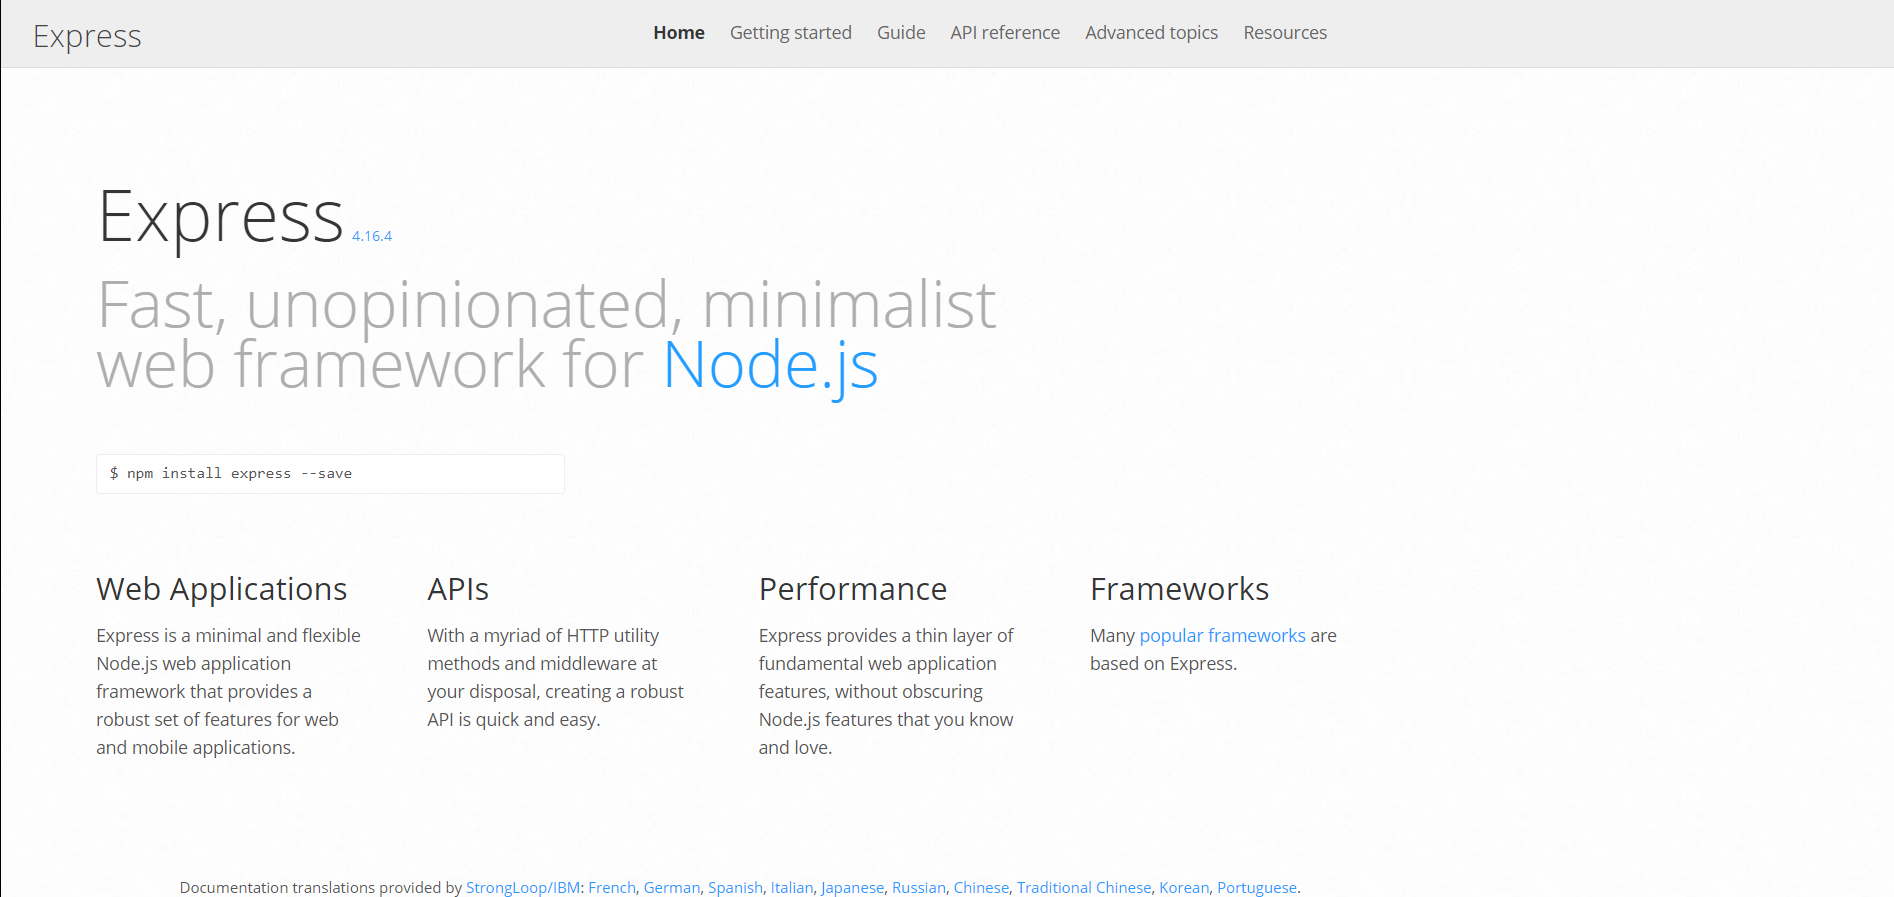 Express
Home Getting started Guide API reference Advanced topics Resources
Express 4.16.4
Fast, unopinionated, minimalist
web framework for Node.js
$ npm install express --save
Web Applications
Express is a minimal and flexible
Node.js web application
framework that provides a
robust set of features for web
and mobile applications.
APIs
With a myriad of HTTP utility
methods and middleware at
your disposal, creating a robust
API is quick and easy.
Performance
Express provides a thin layer of
fundamental web application
features, without obscuring
Node.js features that you know
and love.
Frameworks
Many popular frameworks are
based on Express.
Documentation translations provided by StrongLoop/IBM: French, German, Spanish, Italian, Japanese, Russian, Chinese, Traditional Chinese, Korean, Portuguese.